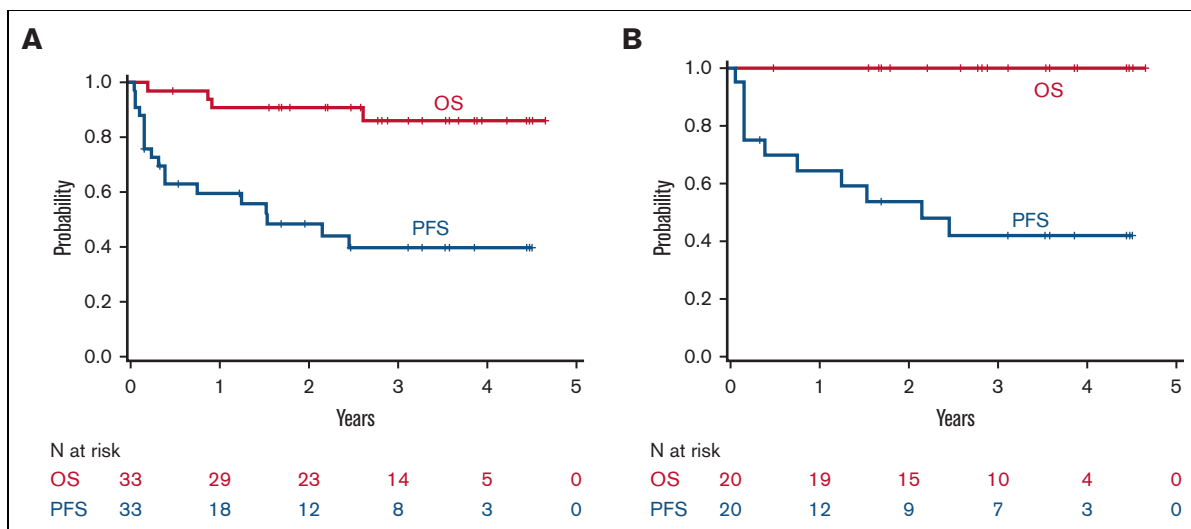 A
1.0
0.8
0.6
0.4
0.2
0.0
Probability
OS
PFS
0 1 2 3 4 5
Years
N at risk
OS 33 29 23 14 5 0
PFS 33 18 12 8 3 0
B
1.0
0.8
0.6
0.4
0.2
0.0
Probability
OS
PFS
0 1 2 3 4 5
Years
N at risk
OS 20 19 15 10 4 0
PFS 20 12 9 7 3 0